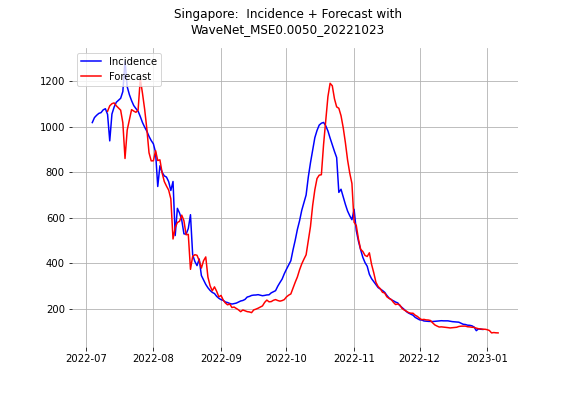 Singapore:  Incidence + Forecast with
WaveNet_MSE0.0050_20221023
Incidence
Forecast
1200
1000
800
600
400
200
2022-07 2022-08 2022-09 2022-10 2022-11 2022-12 2023-01